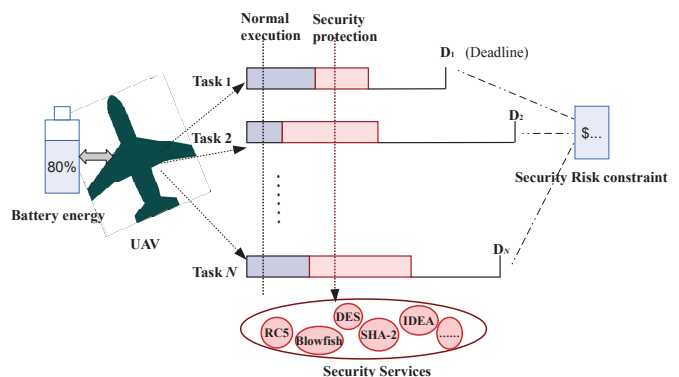 Normal execution
Security protection
D1 (Deadline)
Task 1
D2
Task 2
$...
80%
Security Risk constraint
Battery energy
UAV
DN
Task N
DES
IDEA
RC5
SHA-2
......
Blowfish
Security Services